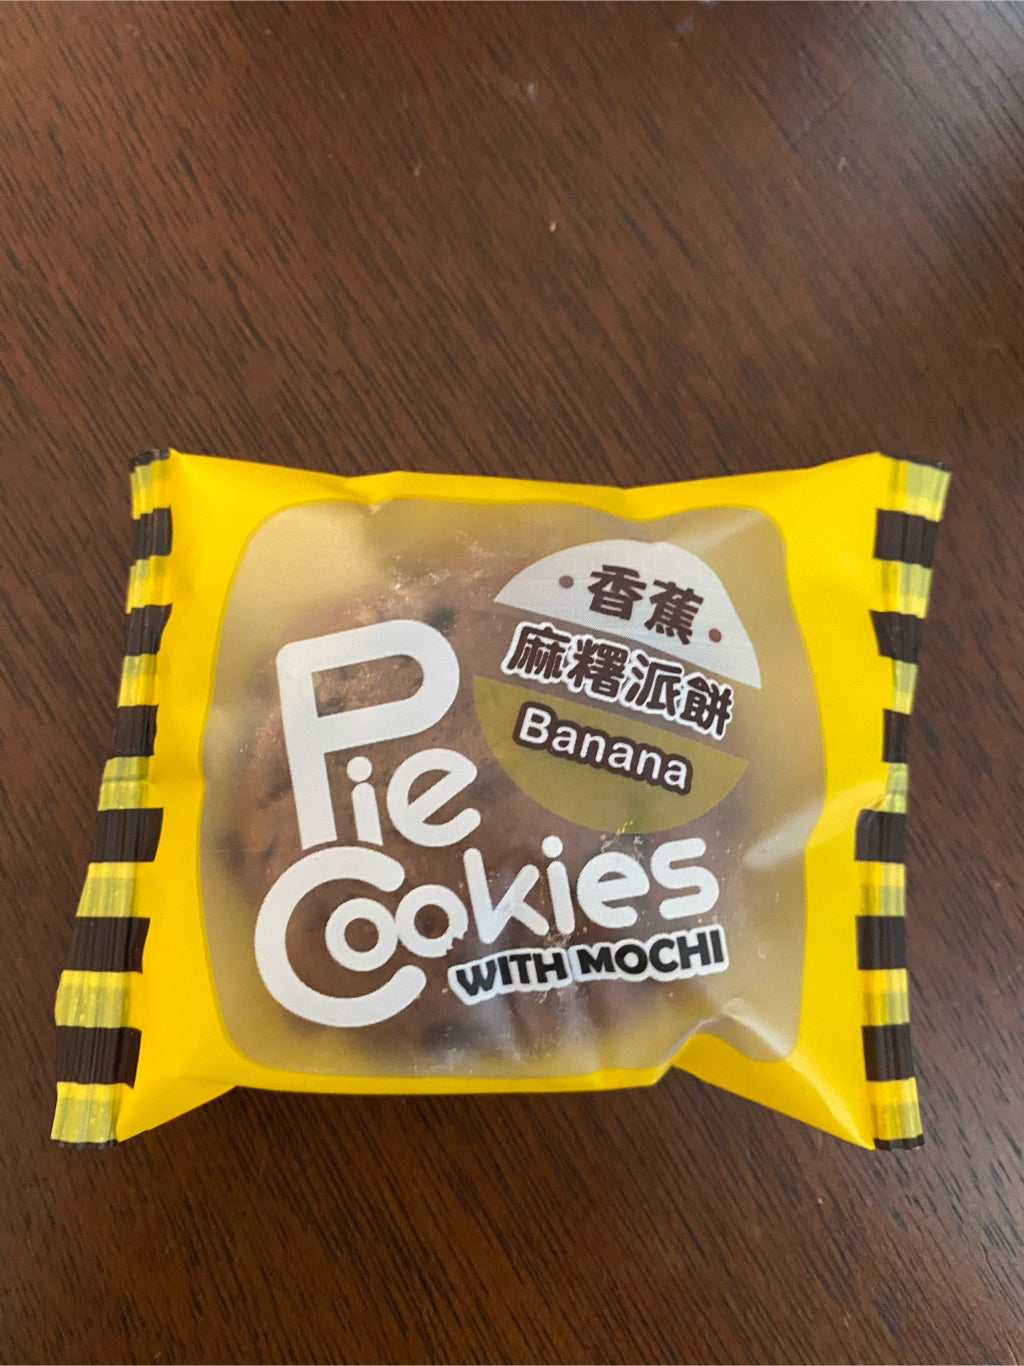 ·香蕉·
麻糬派餅
Banana
Pie
Cookies
WITH MOCHI